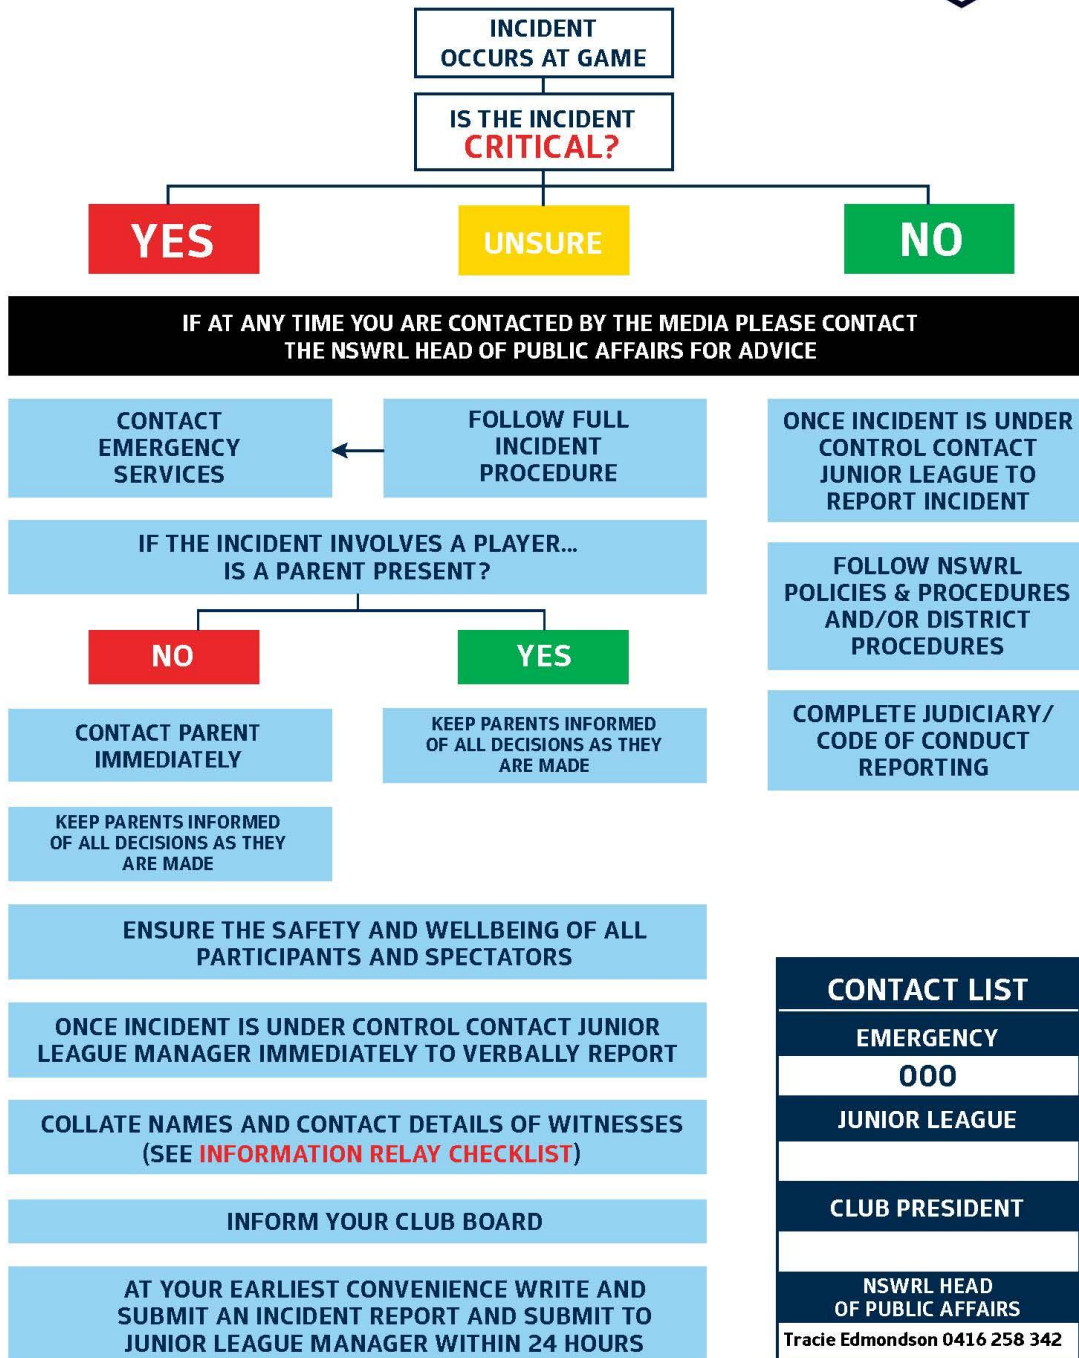 INCIDENT
OCCURS AT GAME
IS THE INCIDENT
CRITICAL?
YES
UNSURE
NO
IF AT ANY TIME YOU ARE CONTACTED BY THE MEDIA PLEASE CONTACT
THE NSWRL HEAD OF PUBLIC AFFAIRS FOR ADVICE
CONTACT
EMERGENCY
SERVICES
FOLLOW FULL
INCIDENT
PROCEDURE
IF THE INCIDENT INVOLVES A PLAYER...
IS A PARENT PRESENT?
NO
YES
CONTACT PARENT
IMMEDIATELY
KEEP PARENTS INFORMED
OF ALL DECISIONS AS THEY
ARE MADE
KEEP PARENTS INFORMED
OF ALL DECISIONS AS THEY
ARE MADE
ENSURE THE SAFETY AND WELLBEING OF ALL
PARTICIPANTS AND SPECTATORS
ONCE INCIDENT IS UNDER CONTROL CONTACT JUNIOR
LEAGUE MANAGER IMMEDIATELY TO VERBALLY REPORT
COLLATE NAMES AND CONTACT DETAILS OF WITNESSES
(SEE INFORMATION RELAY CHECKLIST)
INFORM YOUR CLUB BOARD
AT YOUR EARLIEST CONVENIENCE WRITE AND
SUBMIT AN INCIDENT REPORT AND SUBMIT TO
JUNIOR LEAGUE MANAGER WITHIN 24 HOURS
ONCE INCIDENT IS UNDER
CONTROL CONTACT
JUNIOR LEAGUE TO
REPORT INCIDENT
FOLLOW NSWRL
POLICIES & PROCEDURES
AND/OR DISTRICT
PROCEDURES
COMPLETE JUDICIARY/
CODE OF CONDUCT
REPORTING
CONTACT LIST
EMERGENCY
000
JUNIOR LEAGUE
CLUB PRESIDENT
NSWRL HEAD
OF PUBLIC AFFAIRS
Tracie Edmondson 0416 258 342